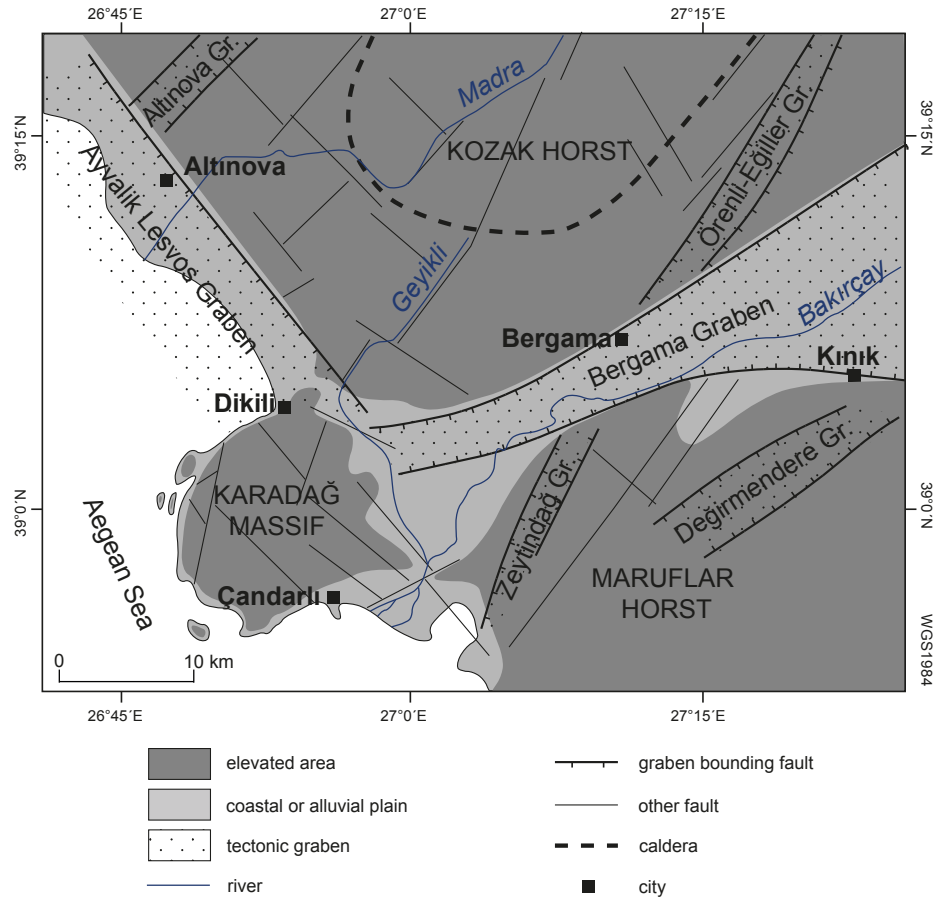 26°45´E
27°0´E
27°15´E
39°15´N
39°15´N
Altınova Gr.
Madra
KOZAK HORST
Örenli-Eğiller Gr.
Altınova
Ayvalik Lesvos Graben
Geyikli
Bakırçay
Bergama
Bergama Graben
Kınık
Dikili
KARADAĞ
MASSIF
Zeytindağ Gr.
Değirmendere Gr.
39°0´N
39°0´N
Aegean Sea
MARUFLAR
HORST
Çandarlı
0
10 km
WGS1984
26°45´E
27°0´E
27°15´E
elevated area
graben bounding fault
coastal or alluvial plain
other fault
tectonic graben
caldera
river
city